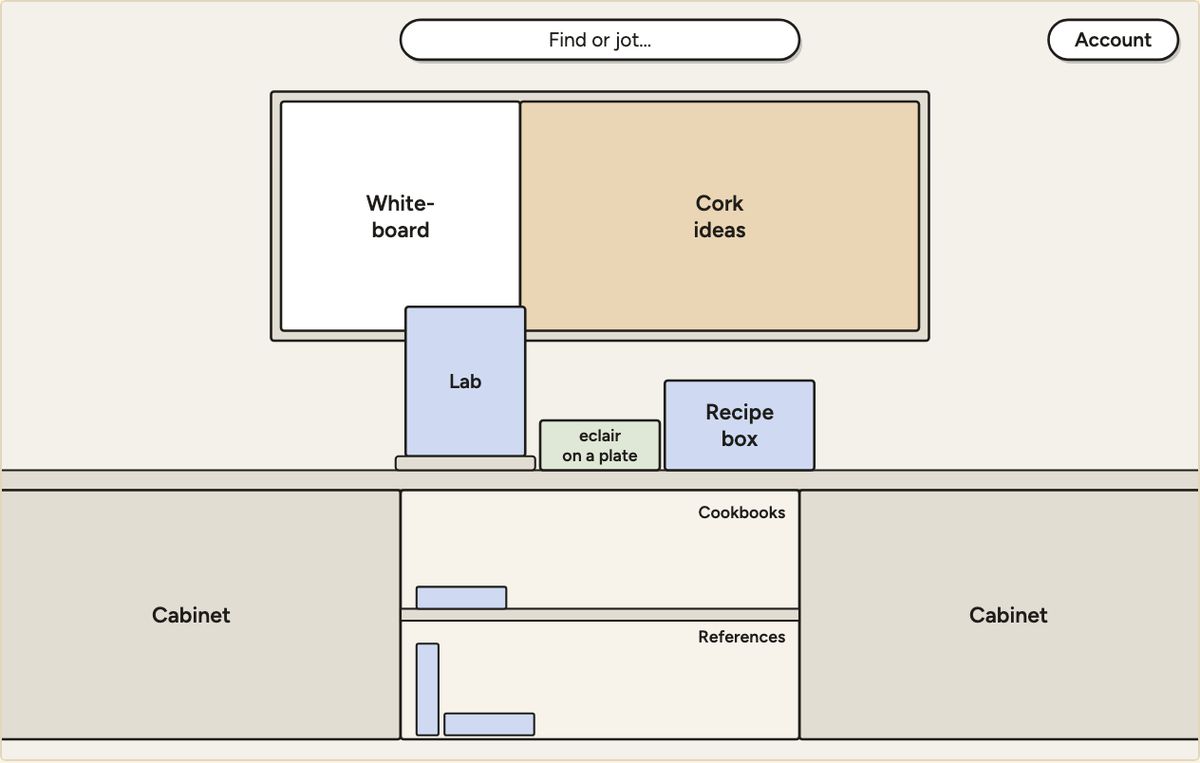 Find or jot...
Account
White-
board
Cork
ideas
Lab
eclair
on a plate
Recipe
box
Cookbooks
Cabinet
Cabinet
References